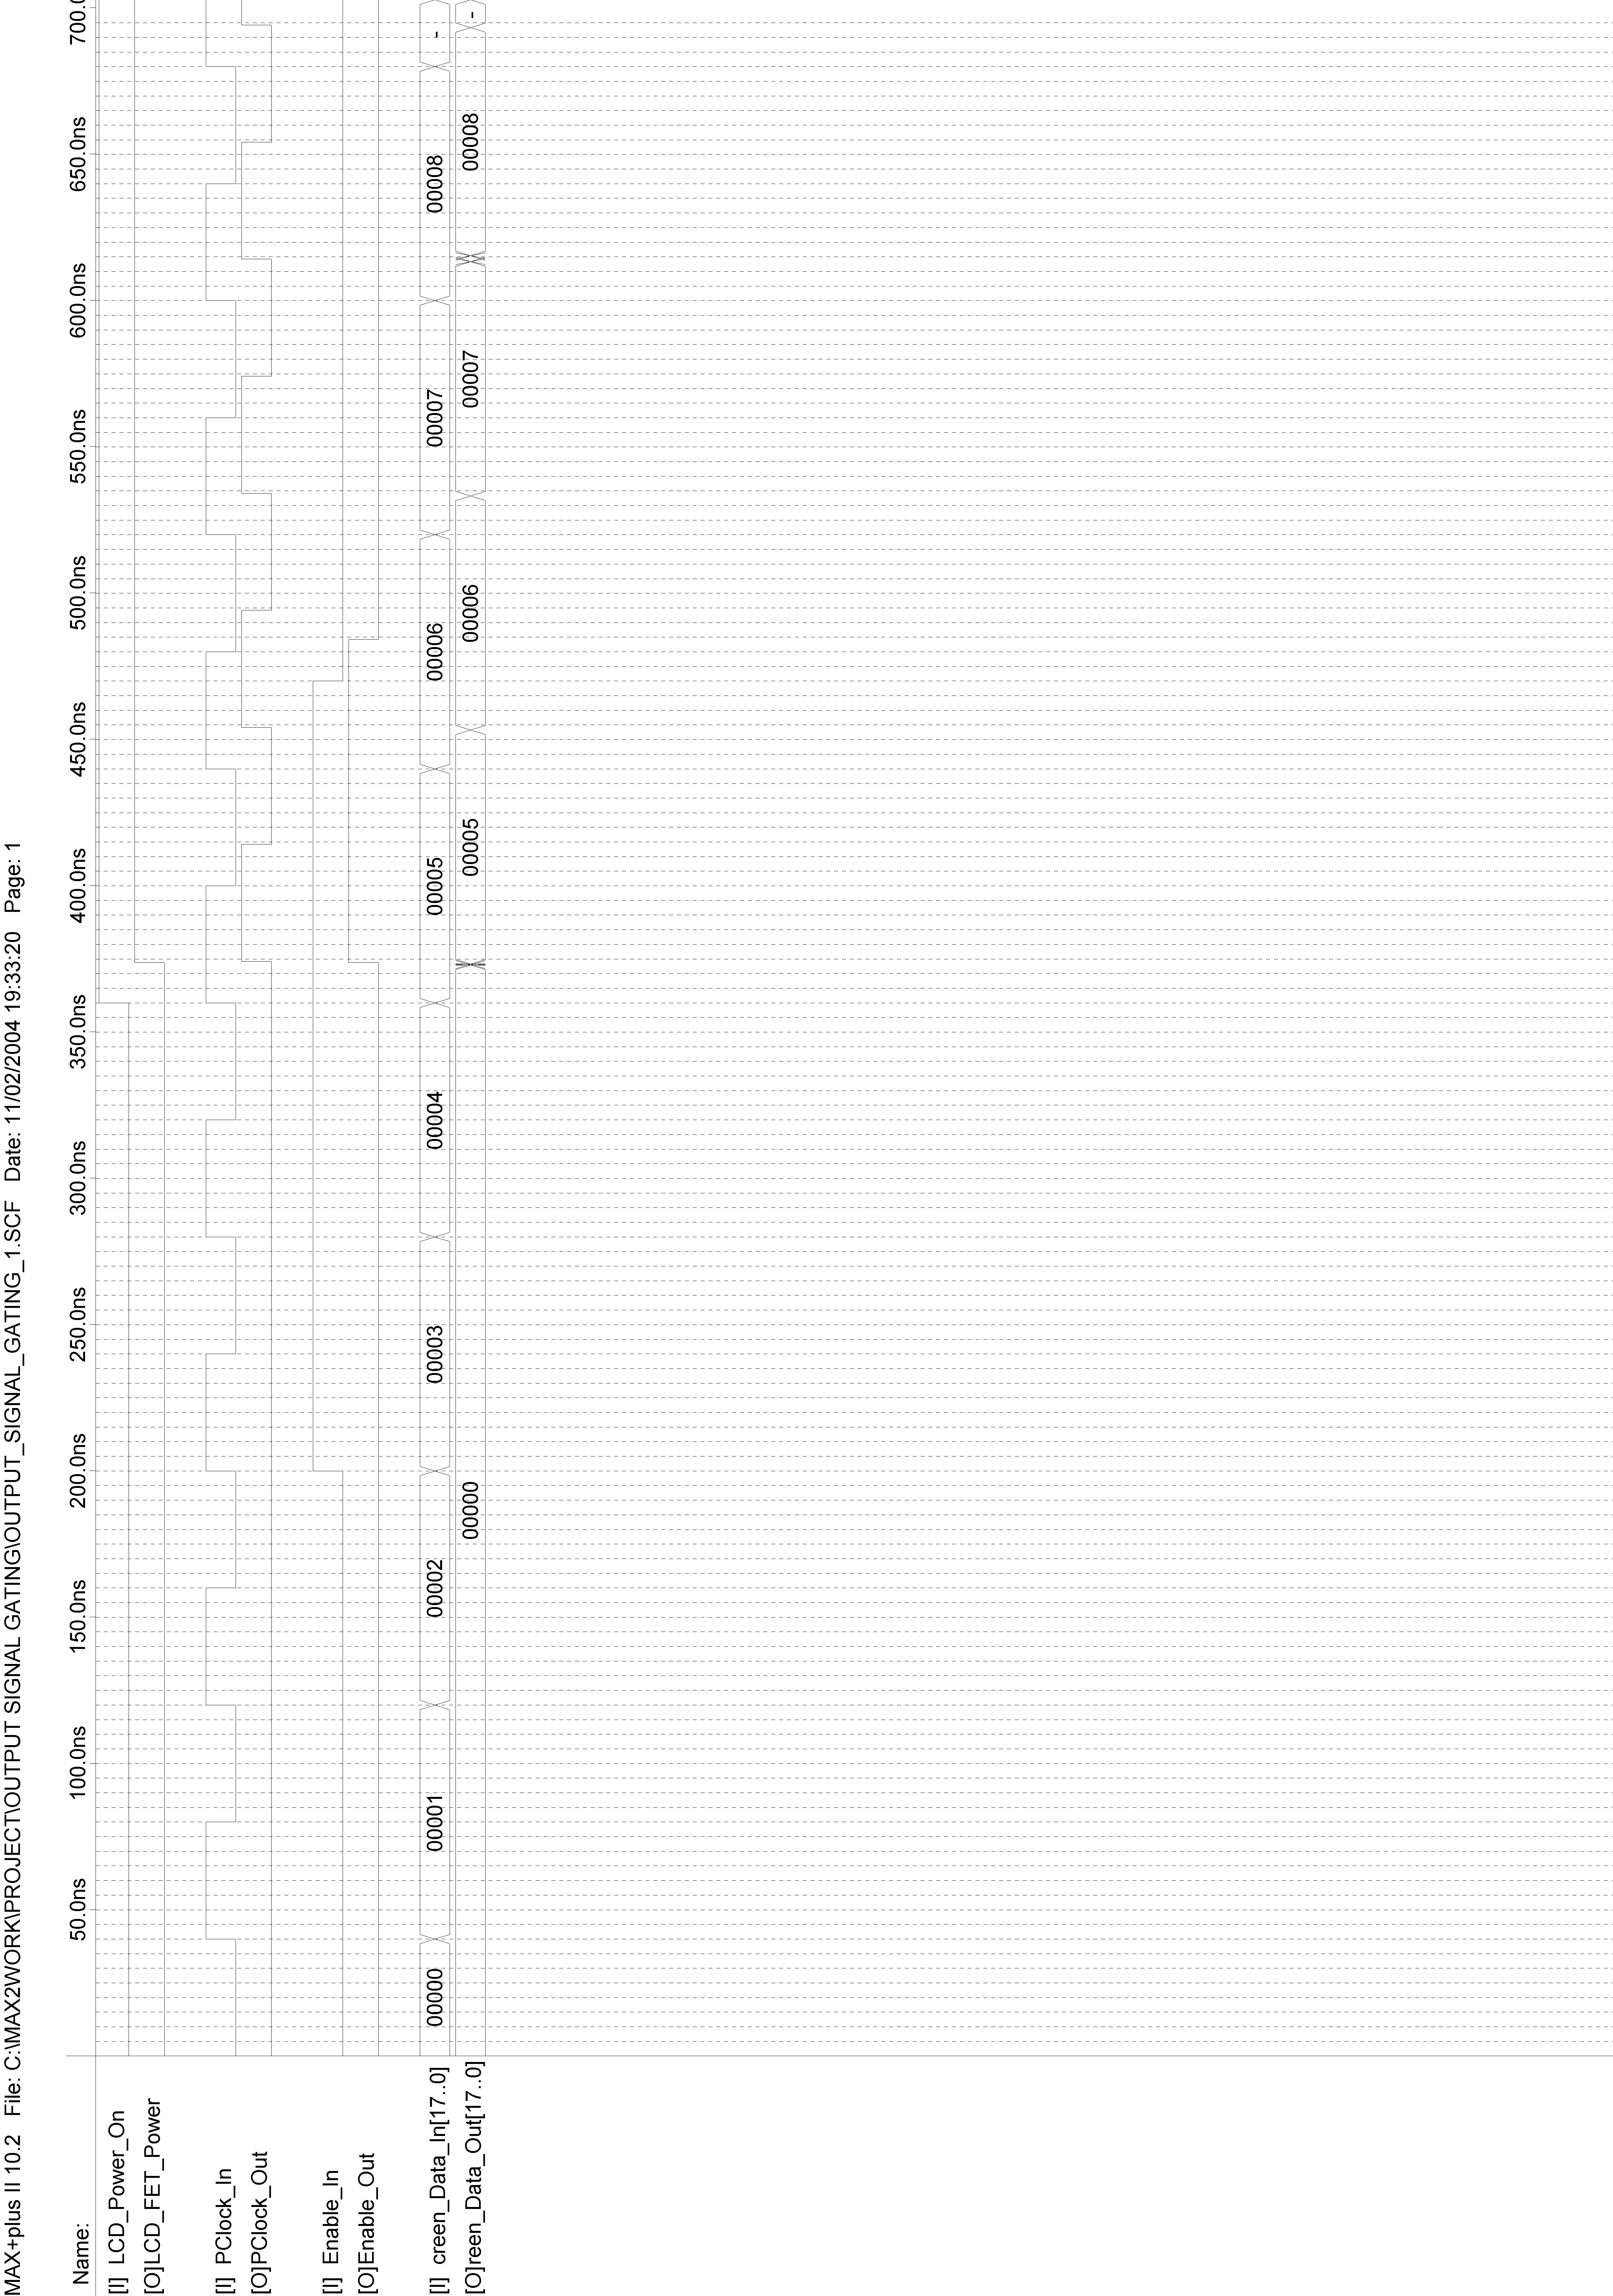 MAX+plus II 10.2 File: C:\MAX2WORK\PROJECT\OUTPUT SIGNAL GATING\OUTPUT_SIGNAL_GATING_1.SCF Date: 11/02/2004 19:33:20 Page: 1
Name: 50.0ns 100.0ns 150.0ns 200.0ns 250.0ns 300.0ns 350.0ns 400.0ns 450.0ns 500.0ns 550.0ns 600.0ns 650.0ns 700.0
[I] LCD_Power_On
[O]LCD_FET_Power
[I] PClock_In
[O]PClock_Out
[I] Enable_In
[O]Enable_Out
[I] creen_Data_In[17..0] 00000 00001 00002 00003 00004 00005 00006 00007 00008 -
[O]reen_Data_Out[17..0] 00000 00005 00006 00007 00008 -